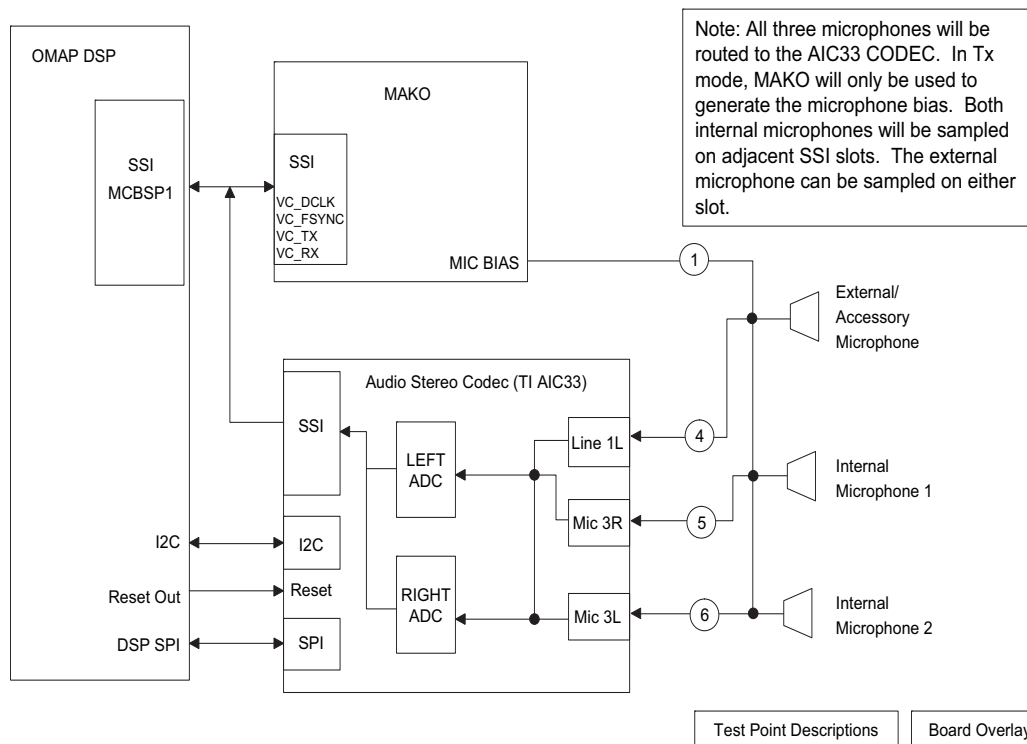 OMAP DSP
SSI
MCBSP1
I2C
Reset Out
DSP SPI
MAKO
SSI
VC_DCLK
VC_FSYNC
VC_TX
VC_RX
MIC BIAS
Note: All three microphones will be
routed to the AIC33 CODEC. In Tx
mode, MAKO will only be used to
generate the microphone bias. Both
internal microphones will be sampled
on adjacent SSI slots. The external
microphone can be sampled on either
slot.
1
External/
Accessory
Microphone
Audio Stereo Codec (TI AIC33)
SSI
LEFT
ADC
Line 1L
4
Mic 3R
5
Internal
Microphone 1
I2C
Reset
SPI
RIGHT
ADC
Mic 3L
6
Internal
Microphone 2
Test Point Descriptions
Board Overlay